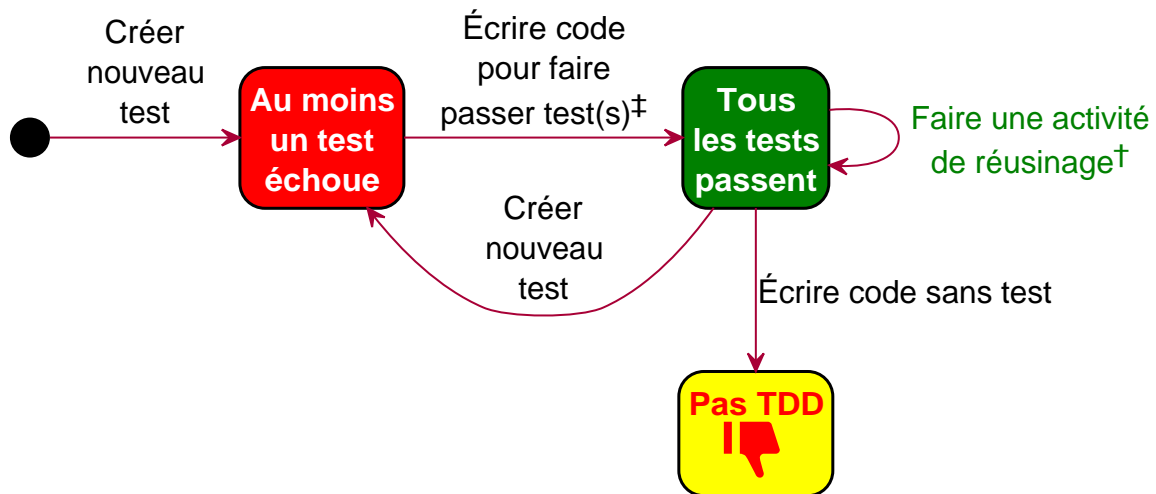 Créer
nouveau
test
Au moins
un test
échoue
Écrire code
pour faire
passer test(s)‡
Tous
les tests
passent
Faire une activité
de réusinage†
Créer
nouveau
test
Écrire code sans test
Pas TDD